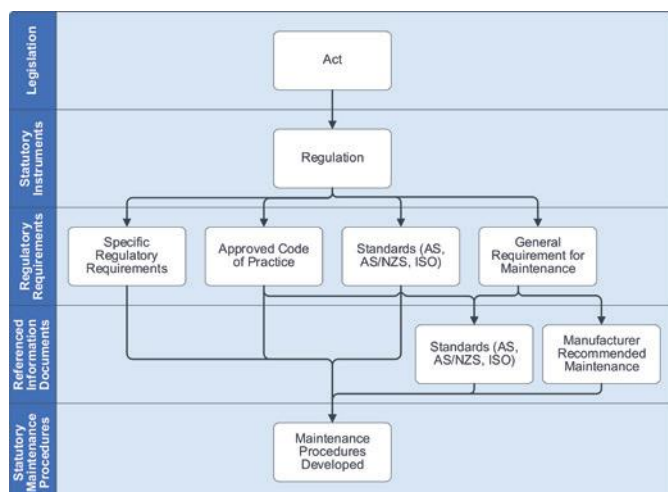 Legislation
Act
Statutory
Instruments
Regulation
Regulatory
Requirements
Specific
Regulatory
Requirements
Approved Code
of Practice
Standards (AS,
AS/NZS, ISO)
General
Requirement for
Maintenance
Referenced
Information
Documents
Standards (AS,
AS/NZS, ISO)
Manufacturer
Recommended
Maintenance
Statutory
Maintenance
Procedures
Maintenance
Procedures
Developed